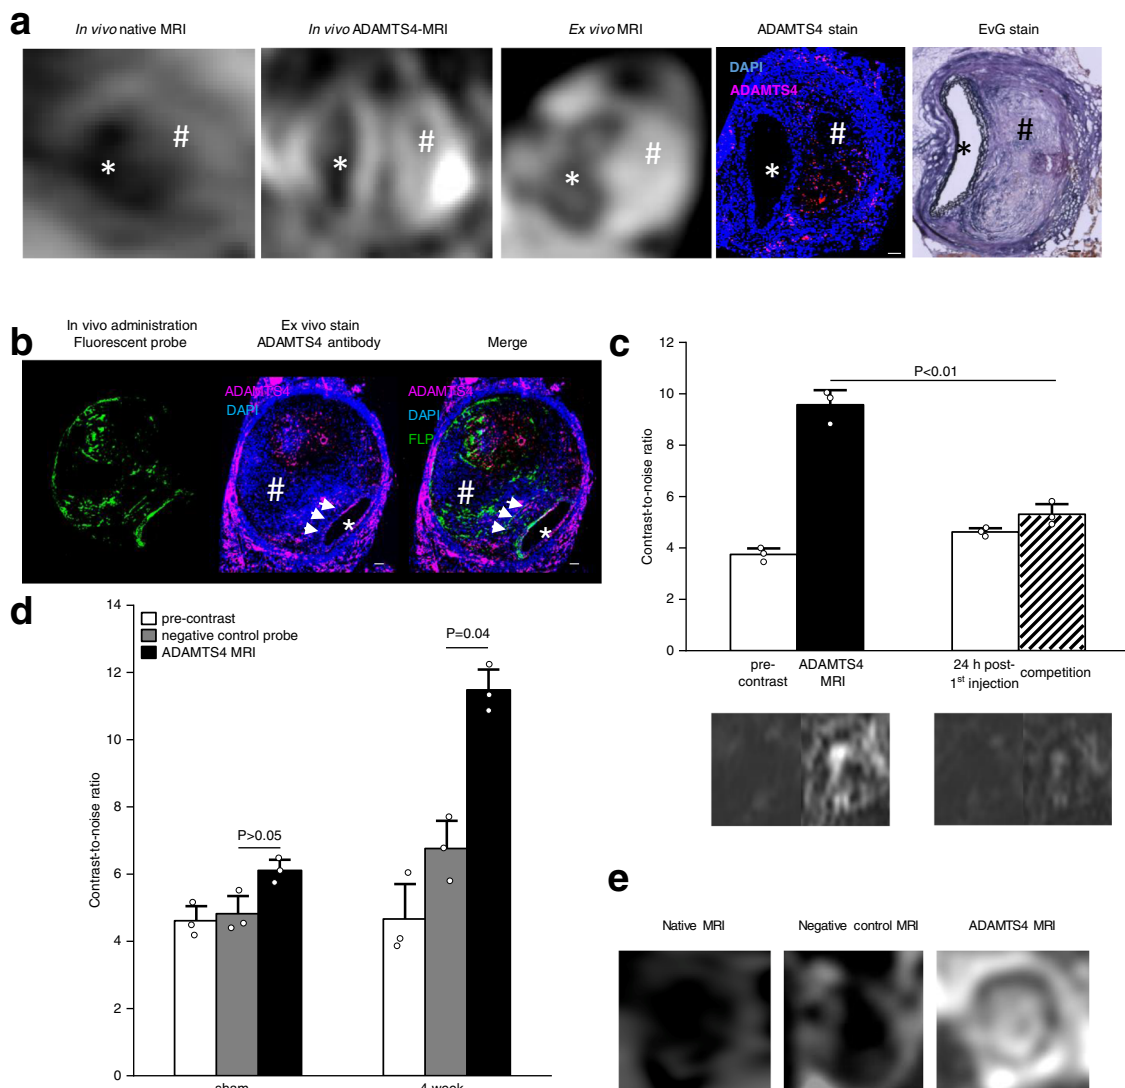 a
In vivo native MRI
In vivo ADAMTS4-MRI
Ex vivo MRI
ADAMTS4 stain
EvG stain
DAPI
ADAMTS4
*
#
*
#
*
#
*
#
*
#
b
In vivo administration
Fluorescent probe
Ex vivo stain
ADAMTS4 antibody
Merge
ADAMTS4
DAPI
#
*
ADAMTS4
DAPI
FLP
#
*
c
Contrast-to-noise ratio
12
10
8
6
4
2
0
P<0.01
pre-
contrast
ADAMTS4
MRI
24 h post-
1st injection
competition
d
Contrast-to-noise ratio
14
12
10
8
6
4
2
0
pre-contrast
negative control probe
ADAMTS4 MRI
P>0.05
P=0.04
sham
4 week
e
Native MRI
Negative control MRI
ADAMTS4 MRI